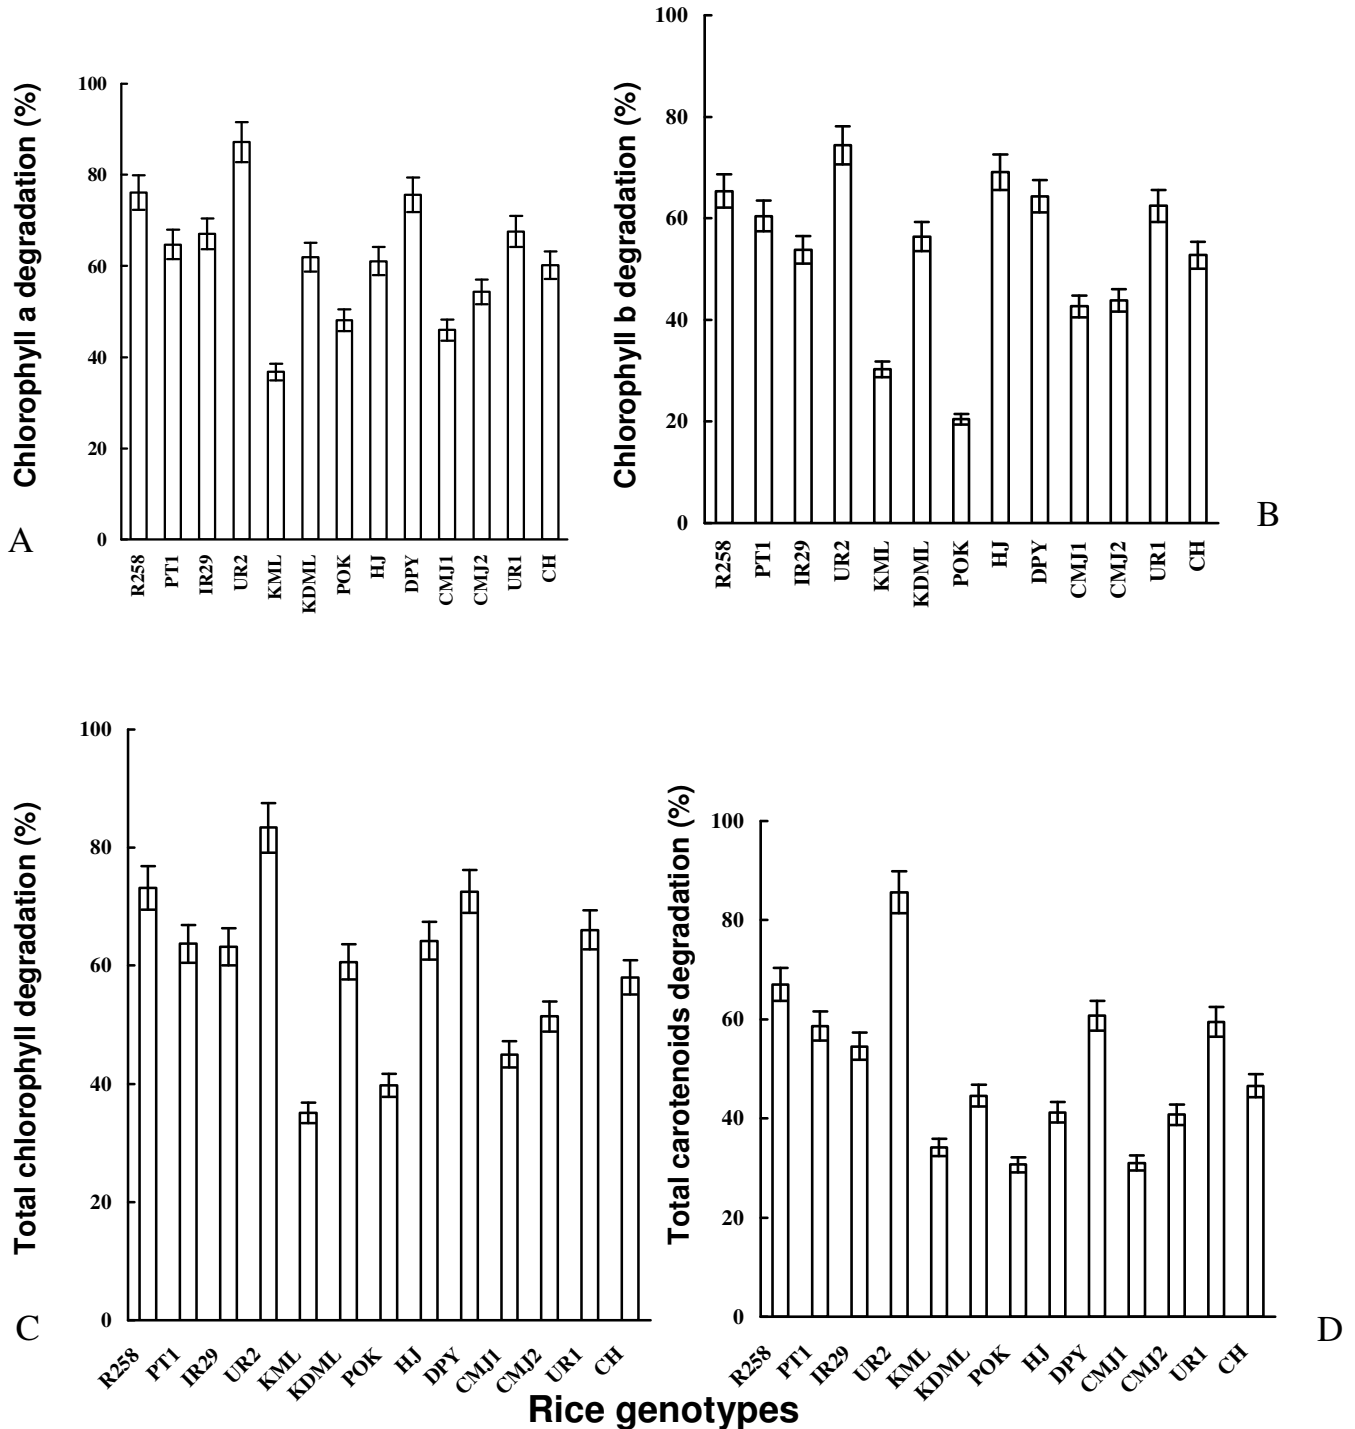 Chlorophyll a degradation (%)
100
80
60
40
20
0
R258 PT1 IR29 UR2 KML KDML POK HJ DPY CMJ1 CMJ2 UR1 CH
A
Chlorophyll b degradation (%)
100
80
60
40
20
0
R258 PT1 IR29 UR2 KML KDML POK HJ DPY CMJ1 CMJ2 UR1 CH
B
Total chlorophyll degradation (%)
100
80
60
40
20
0
R258 PT1 IR29 UR2 KML KDML POK HJ DPY CMJ1 CMJ2 UR1 CH
C
Total carotenoids degradation (%)
100
80
60
40
20
0
R258 PT1 IR29 UR2 KML KDML POK HJ DPY CMJ1 CMJ2 UR1 CH
D
Rice genotypes